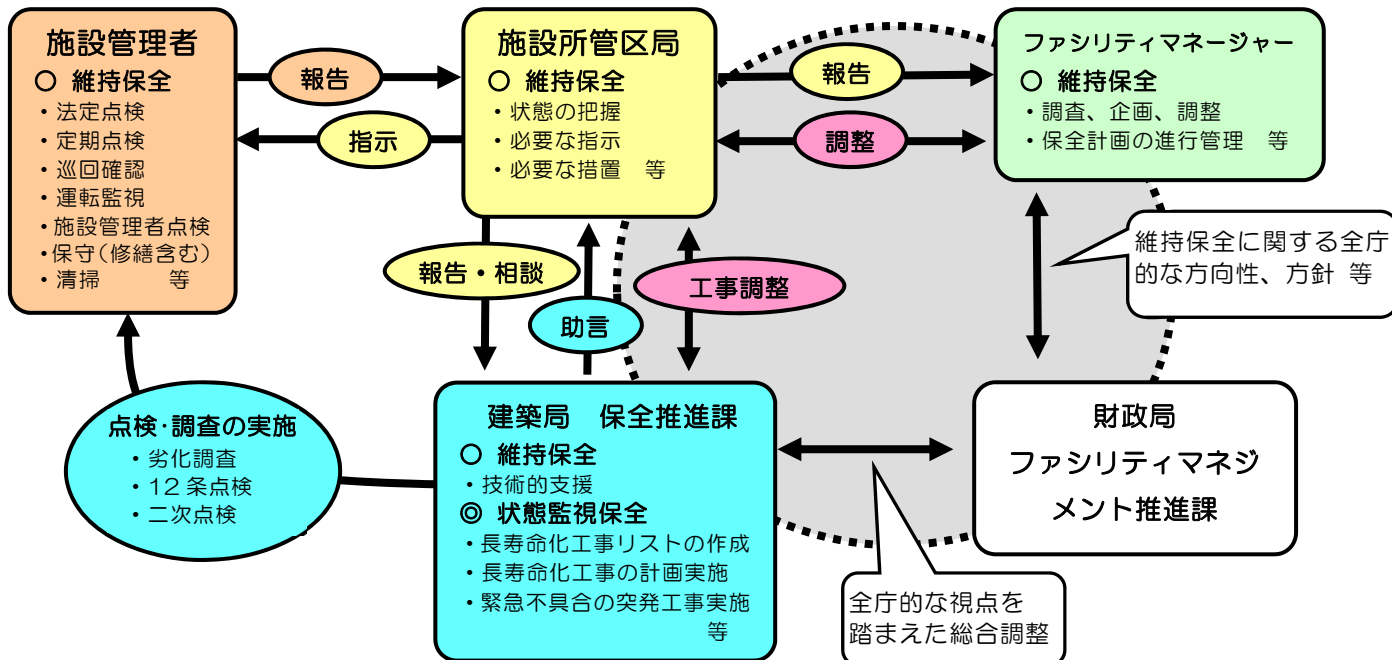 施設管理者
○ 維持保全
・法定点検
・定期点検
・巡回確認
・運転監視
・施設管理者点検
・保守(修繕含む)
・清掃　　　等
報告
指示
施設所管区局
○ 維持保全
・状態の把握
・必要な指示
・必要な措置　等
報告
調整
ファシリティマネージャー
○ 維持保全
・調査、企画、調整
・保全計画の進行管理　等
維持保全に関する全庁
的な方向性、方針 等
報告・相談
助言
工事調整
点検・調査の実施
・劣化調査
・12 条点検
・二次点検
建築局　保全推進課
○ 維持保全
・技術的支援
◎ 状態監視保全
・長寿命化工事リストの作成
・長寿命化工事の計画実施
・緊急不具合の突発工事実施
等
財政局
ファシリティマネジ
メント推進課
全庁的な視点を
踏まえた総合調整